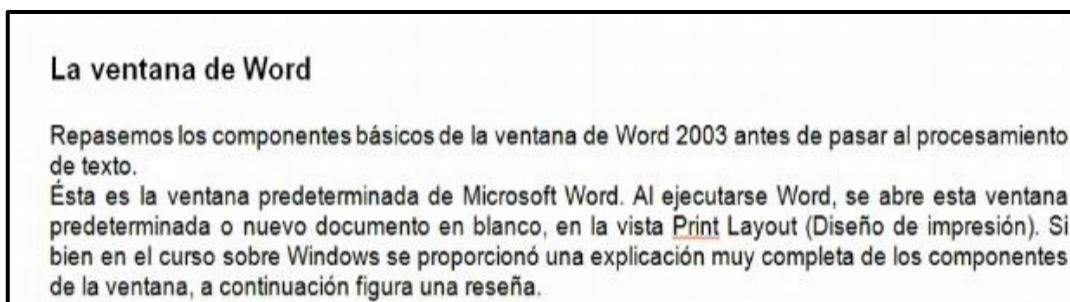 La ventana de Word
Repasemos los componentes básicos de la ventana de Word 2003 antes de pasar al procesamiento
de texto.
Ésta es la ventana predeterminada de Microsoft Word. Al ejecutarse Word, se abre esta ventana
predeterminada o nuevo documento en blanco, en la vista Print Layout (Diseño de impresión). Si
bien en el curso sobre Windows se proporcionó una explicación muy completa de los componentes
de la ventana, a continuación figura una reseña.